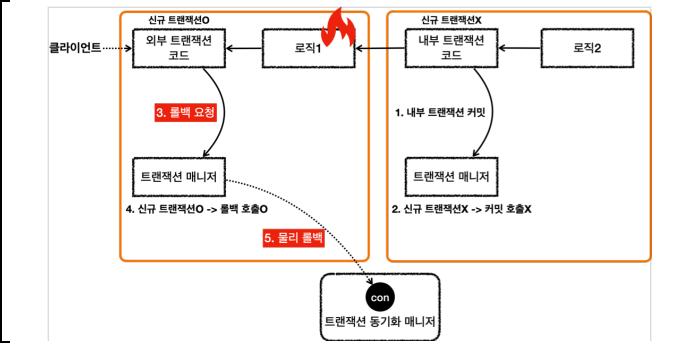 신규 트랜잭션O
신규 트랜잭션X
클라이언트
외부 트랜잭션
코드
로직1
내부 트랜잭션
코드
로직2
3. 롤백 요청
1. 내부 트랜잭션 커밋
트랜잭션 매니저
트랜잭션 매니저
4. 신규 트랜잭션O -> 롤백 호출O
2. 신규 트랜잭션X -> 커밋 호출X
5. 물리 롤백
con
트랜잭션 동기화 매니저